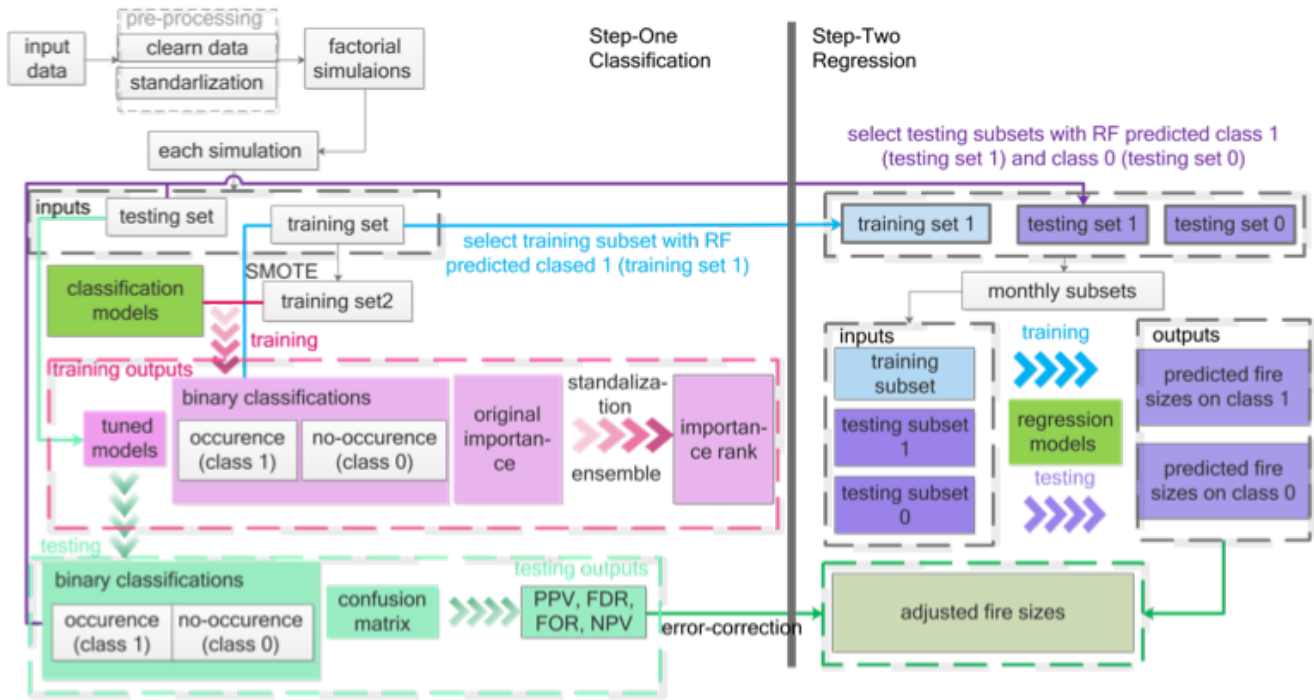 pre-processing
input
data
clearn data
standarlization
factorial
simulaions
Step-One
Classification
Step-Two
Regression
each simulation
select testing subsets with RF predicted class 1
(testing set 1) and class 0 (testing set 0)
inputs
testing set
training set
select training subset with RF
predicted clased 1 (training set 1)
training set 1
testing set 1
testing set 0
SMOTE
classification
models
training set2
monthly subsets
training
training outputs
binary classifications
occurence
(class 1)
no-occurence
(class 0)
tuned
models
original
importan-
ce
standaliza-
tion
ensemble
importan-
ce rank
inputs
training
subset
testing subset
1
testing subset
0
training
regression
models
testing
outputs
predicted fire
sizes on class 1
predicted fire
sizes on class 0
testing
binary classifications
occurence
(class 1)
no-occurence
(class 0)
confusion
matrix
testing outputs
PPV, FDR,
FOR, NPV
error-correction
adjusted fire sizes